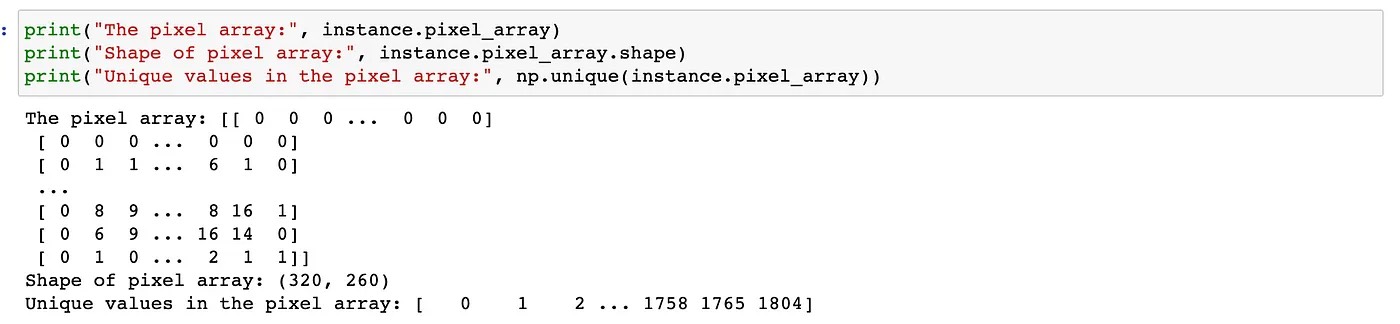 : print("The pixel array:", instance.pixel_array)
print("Shape of pixel array:", instance.pixel_array.shape)
print("Unique values in the pixel array:", np.unique(instance.pixel_array))
The pixel array: [[ 0  0  0 ...  0  0  0]
 [ 0  0  0 ...  0  0  0]
 [ 0  1  1 ...  6  1  0]
 ...
 [ 0  8  9 ...  8 16  1]
 [ 0  6  9 ... 16 14  0]
 [ 0  1  0 ...  2  1  1]]
Shape of pixel array: (320, 260)
Unique values in the pixel array: [   0    1    2 ... 1758 1765 1804]